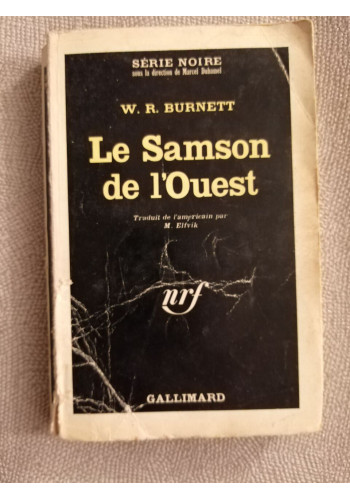 SÉRIE NOIRE
sous la direction de Marcel Duhamel
W. R. BURNETT
Le Samson
de l'Ouest
Traduit de l'américain par
M. Elfvik
nrf
GALLIMARD